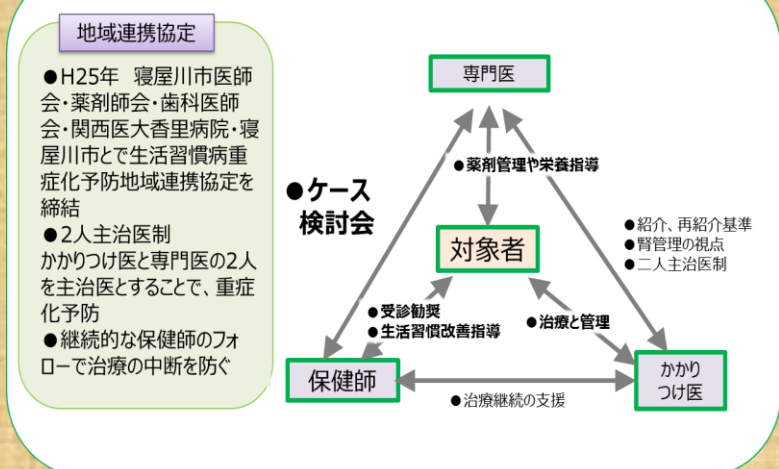 地域連携協定
●H25年 寝屋川市医師
会・薬剤師会・歯科医師
会・関西医大香里病院・寝
屋川市とで生活習慣病重
症化予防地域連携協定を
締結
●2人主治医制
かかりつけ医と専門医の2人
を主治医とすることで、重症
化予防
●継続的な保健師のフォ
ローで治療の中断を防ぐ
専門医
●薬剤管理や栄養指導
●ケース
検討会
対象者
●紹介、再紹介基準
●腎管理の視点
●二人主治医制
●受診勧奨
●生活習慣改善指導
●治療と管理
保健師
●治療継続の支援
かかり
つけ医